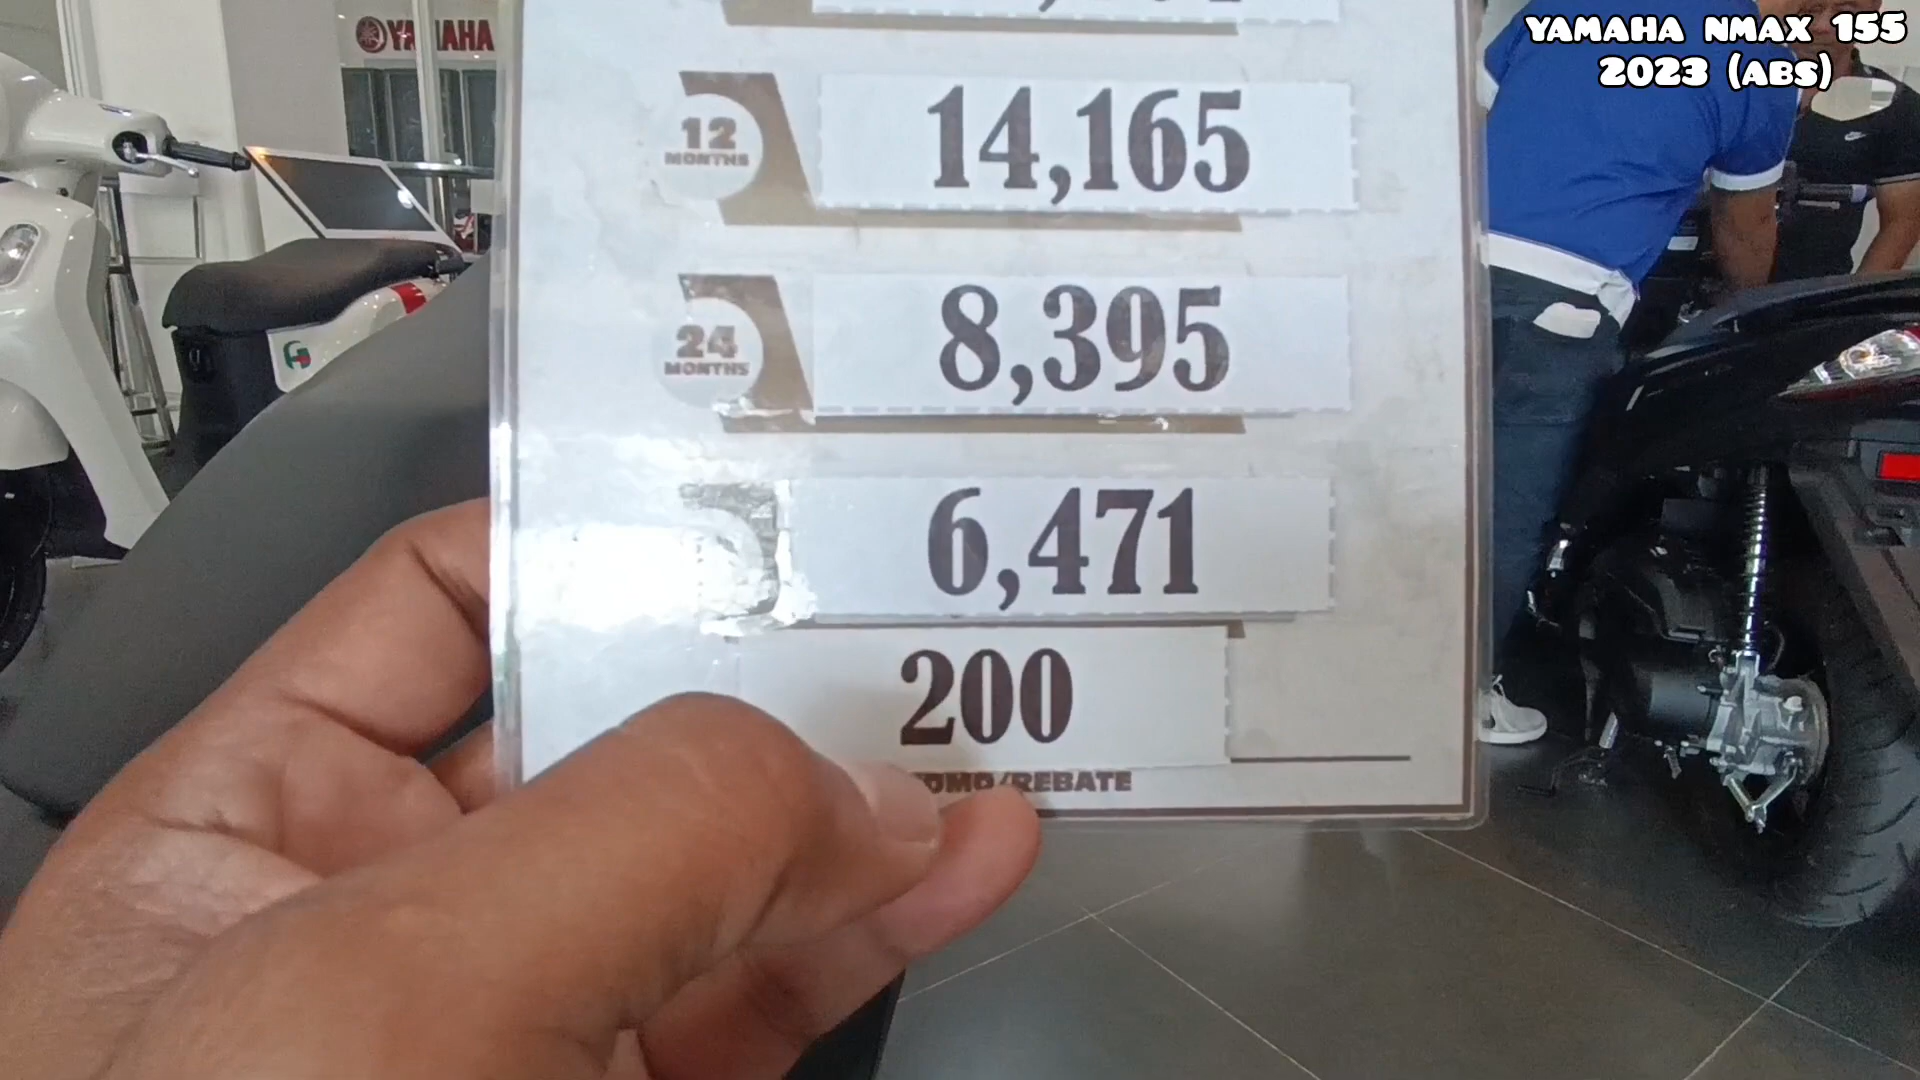 YAMAHA
YAMAHA NMAX 155
2023 (ABS)
12
MONTHS
14,165
24
MONTHS
8,395
6,471
200
/REBATE